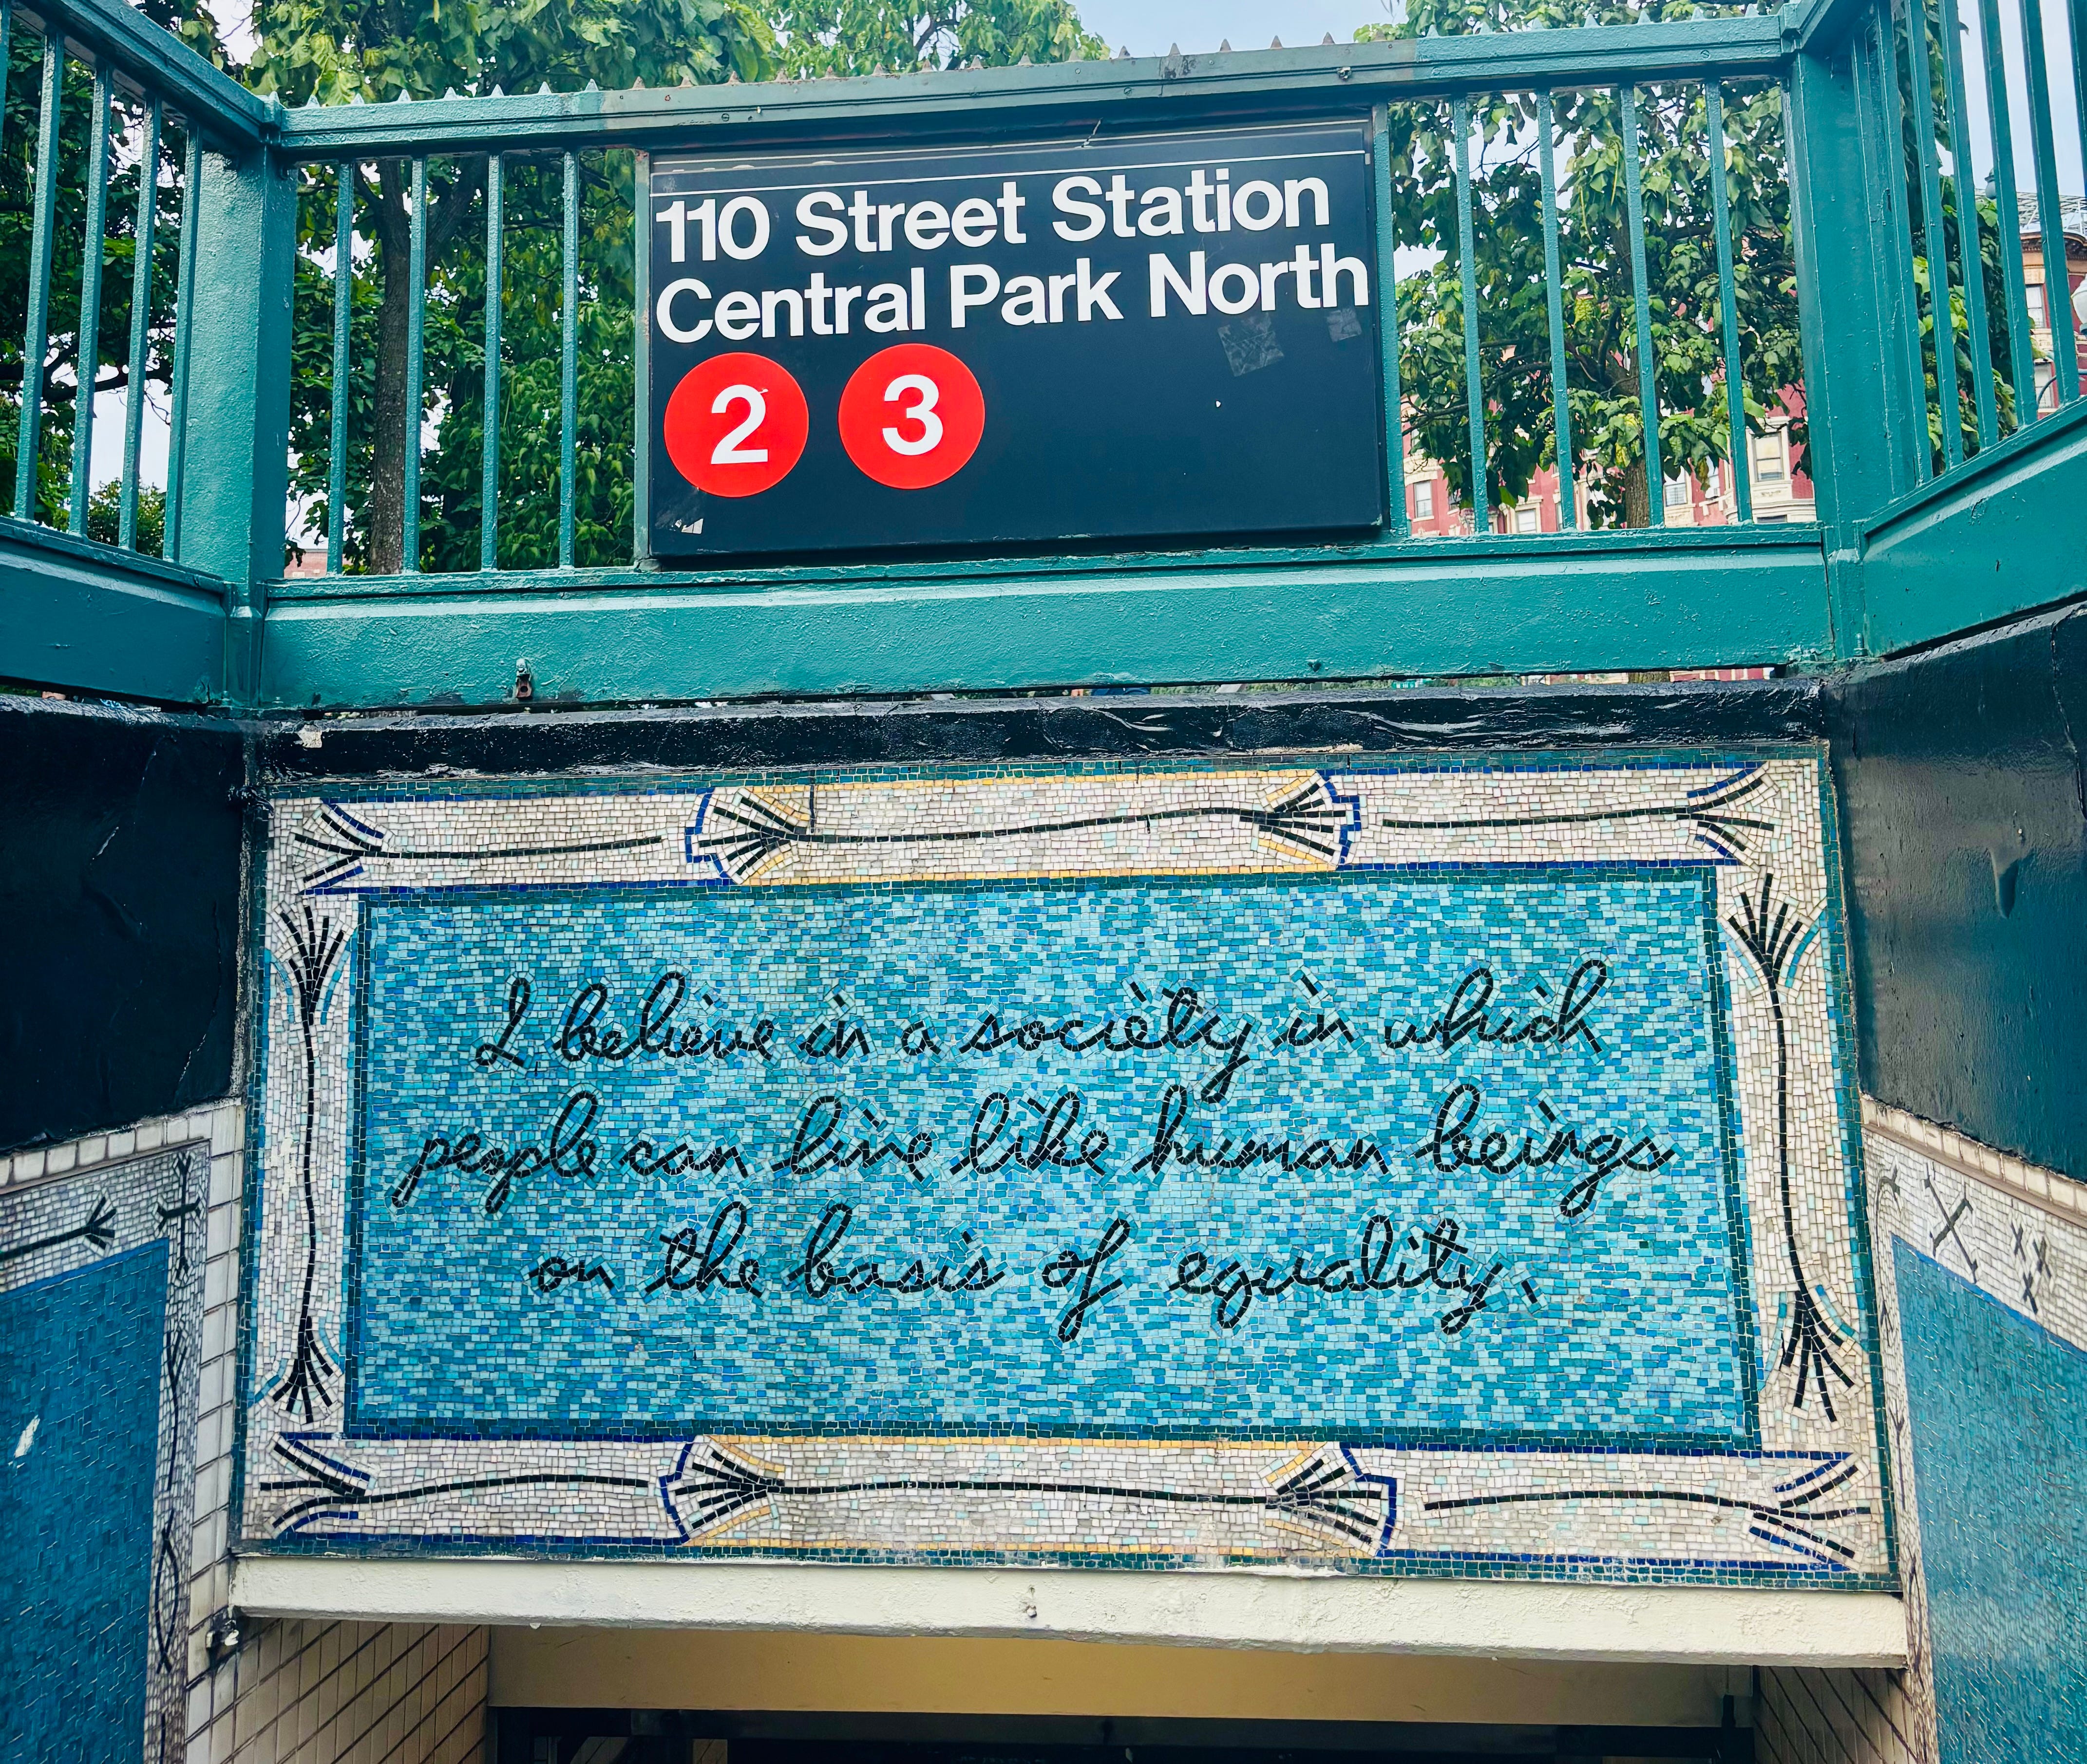 110 Street Station
Central Park North
2 3
I believe in a society in which
people can live like human beings
on the basis of equality.